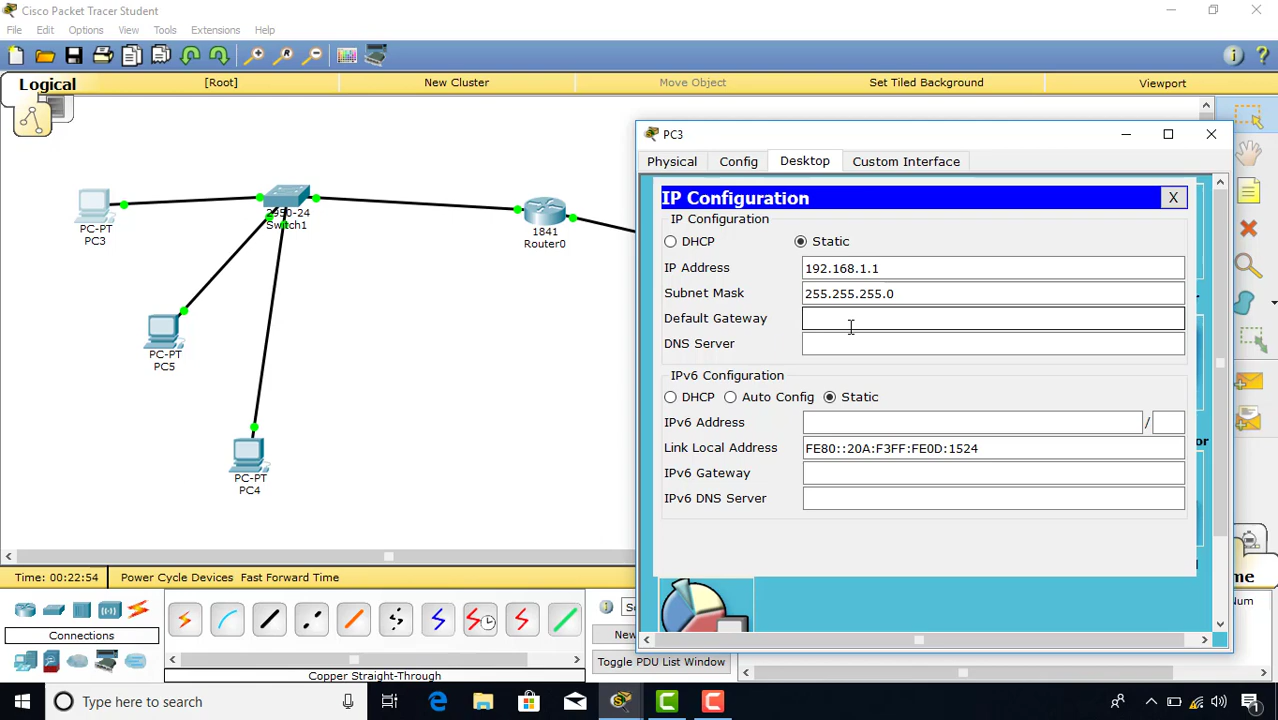 Cisco Packet Tracer Student
File Edit Options View Tools Extensions Help
Logical [Root] New Cluster Move Object Set Tiled Background Viewport
PC3
Physical Config Desktop Custom Interface
IP Configuration X
IP Configuration
DHCP Static
IP Address 192.168.1.1
Subnet Mask 255.255.255.0
Default Gateway
DNS Server
IPv6 Configuration
DHCP Auto Config Static
IPv6 Address /
Link Local Address FE80::20A:F3FF:FE0D:1524
IPv6 Gateway
IPv6 DNS Server
PC-PT
PC3
2950-24
Switch1
1841
Router0
PC-PT
PC5
PC-PT
PC4
Time: 00:22:54 Power Cycle Devices Fast Forward Time
Connections
Copper Straight-Through
New
Toggle PDU List Window
Num
Type here to search
1